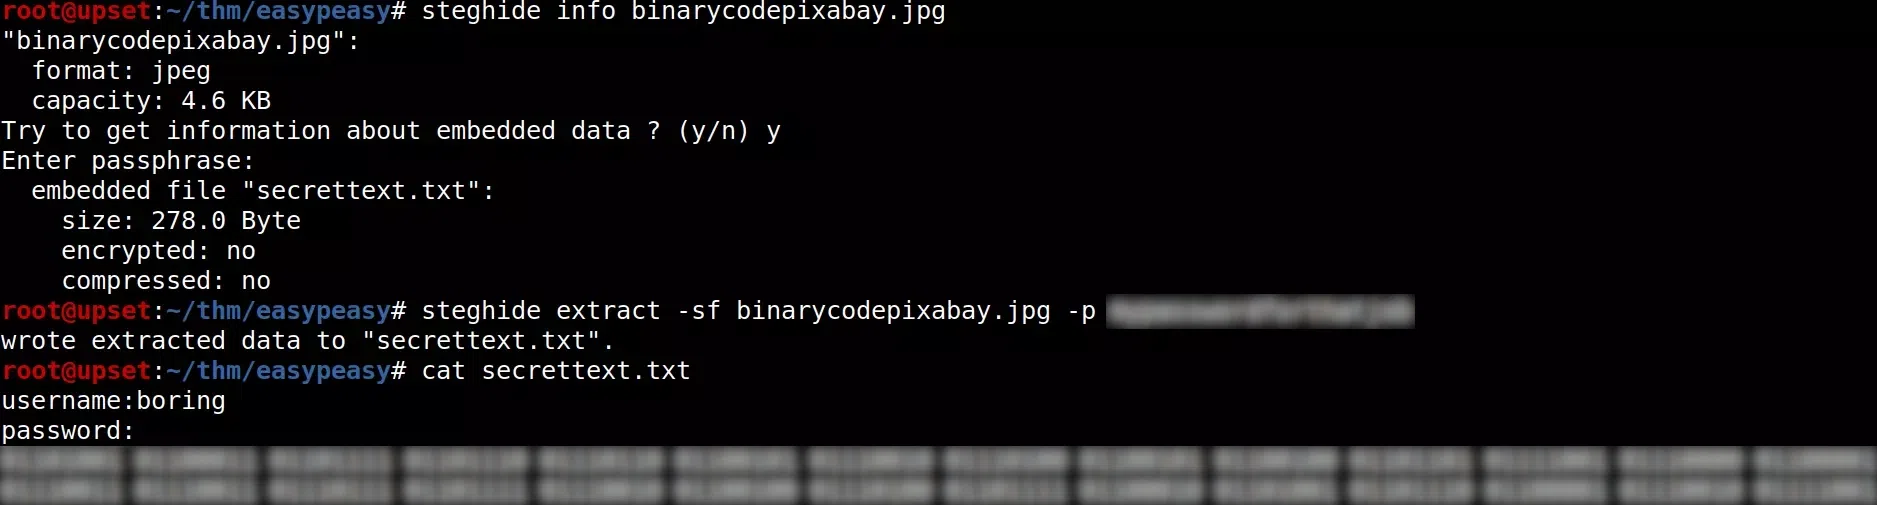 root@upset:~/thm/easypeasy# steghide info binarycodepixabay.jpg
"binarycodepixabay.jpg":
  format: jpeg
  capacity: 4.6 KB
Try to get information about embedded data ? (y/n) y
Enter passphrase:
  embedded file "secrettext.txt":
    size: 278.0 Byte
    encrypted: no
    compressed: no
root@upset:~/thm/easypeasy# steghide extract -sf binarycodepixabay.jpg -p
wrote extracted data to "secrettext.txt".
root@upset:~/thm/easypeasy# cat secrettext.txt
username:boring
password: